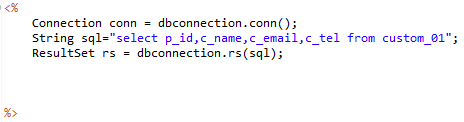 <%
Connection conn = dbconnection.conn();
String sql="select p_id,c_name,c_email,c_tel from custom_01";
ResultSet rs = dbconnection.rs(sql);
%>